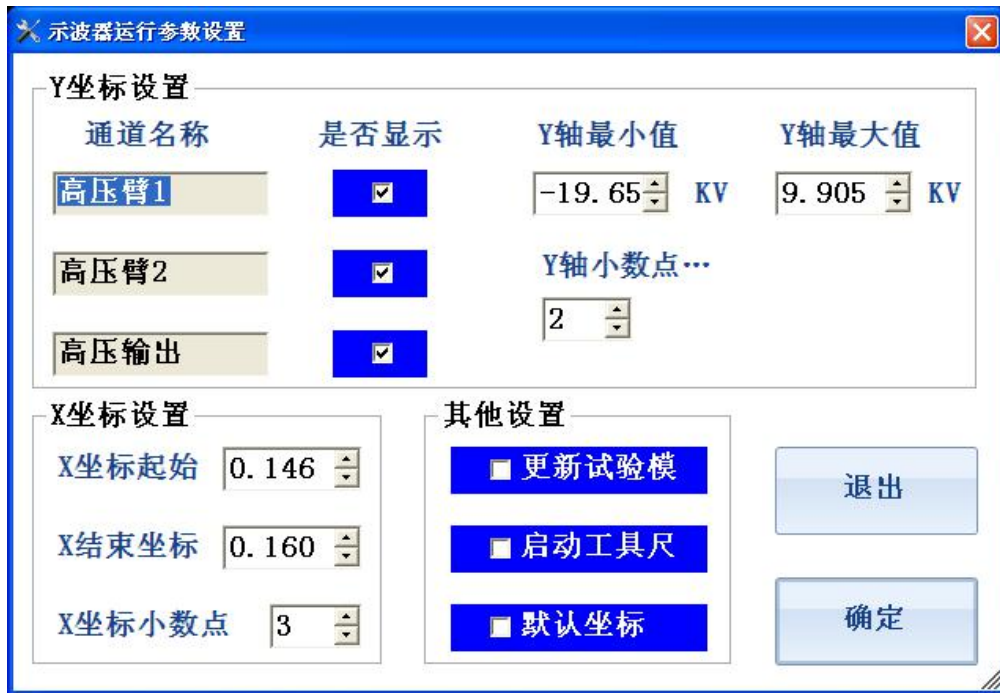 示波器运行参数设置
Y坐标设置
通道名称 是否显示 Y轴最小值 Y轴最大值
高压臂1 -19.65 KV 9.905 KV
高压臂2 Y轴小数点…
2
高压输出
X坐标设置
X坐标起始 0.146
X结束坐标 0.160
X坐标小数点 3
其他设置
更新试验模
启动工具尺
默认坐标
退出
确定